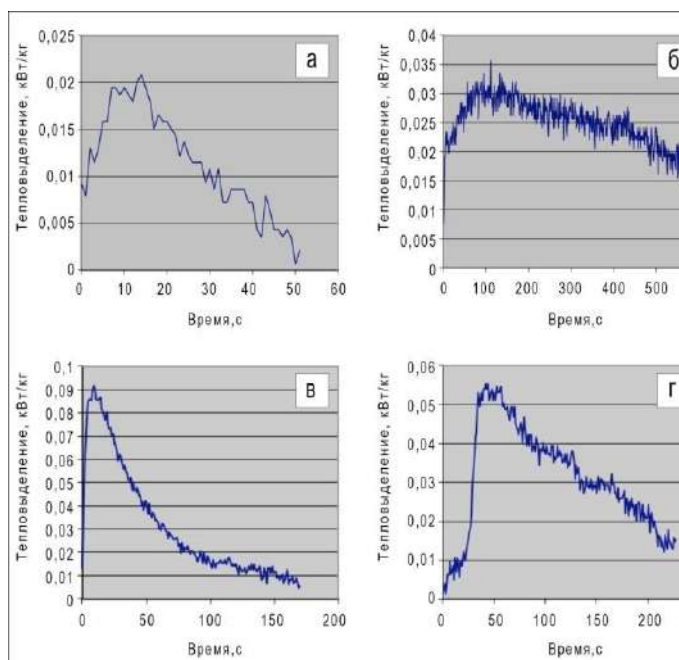 а
Тепловыделение, кВт/кг
0,025
0,02
0,015
0,01
0,005
0
0 10 20 30 40 50 60
Время,с
б
Тепловыделение, кВт/кг
0,04
0,035
0,03
0,025
0,02
0,015
0,01
0,005
0
0 100 200 300 400 500
Время,с
в
Тепловыделение, кВт/кг
0,1
0,09
0,08
0,07
0,06
0,05
0,04
0,03
0,02
0,01
0
0 50 100 150 200
Время,с
г
Тепловыделение, кВт/кг
0,06
0,05
0,04
0,03
0,02
0,01
0
0 50 100 150 200
Время,с